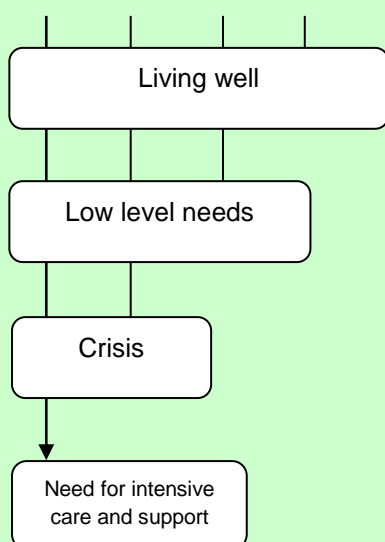 Living well
Low level needs
Crisis
Need for intensive
care and support